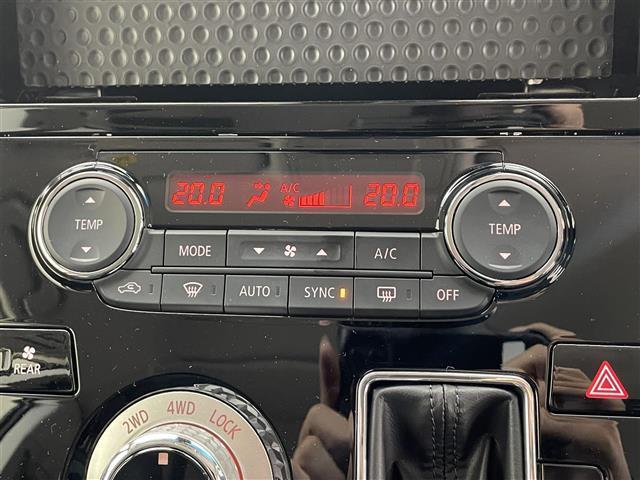 20.0 A/C 20.0
TEMP
TEMP
MODE A/C
AUTO SYNC OFF
REAR
2WD 4WD LOCK